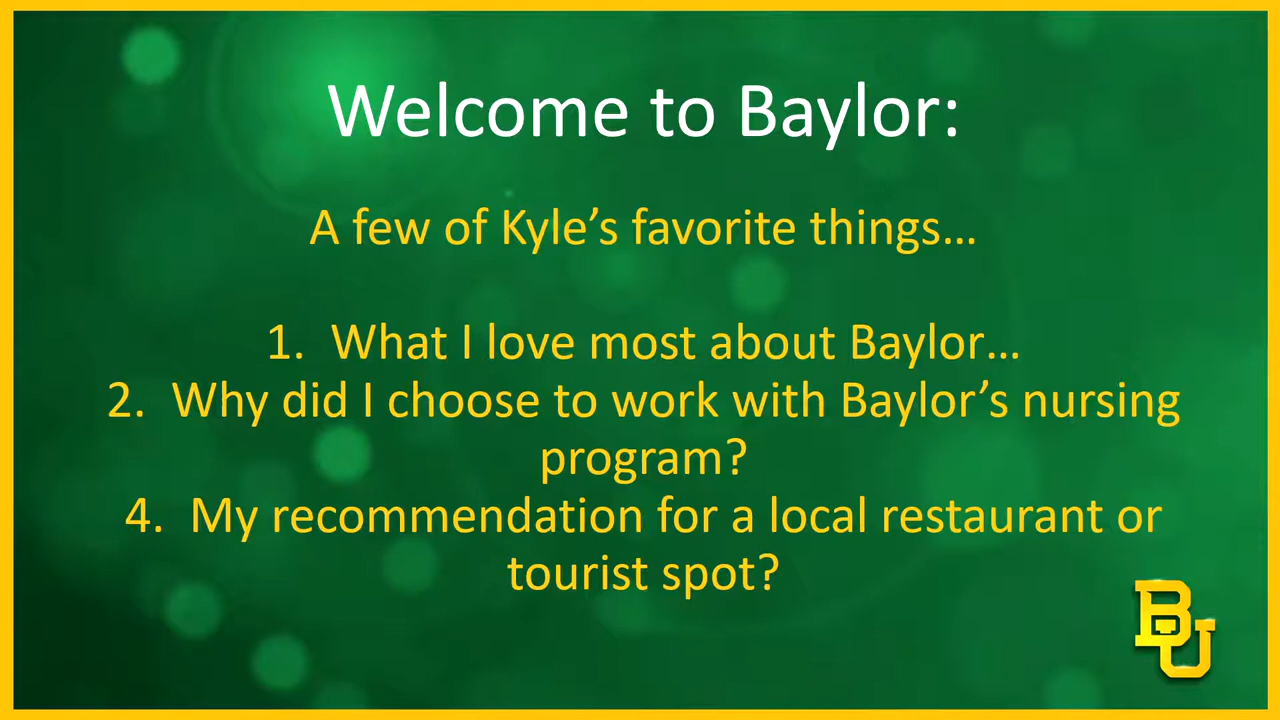 Welcome to Baylor:
A few of Kyle’s favorite things…
1. What I love most about Baylor…
2. Why did I choose to work with Baylor’s nursing
program?
4. My recommendation for a local restaurant or
tourist spot?
BU